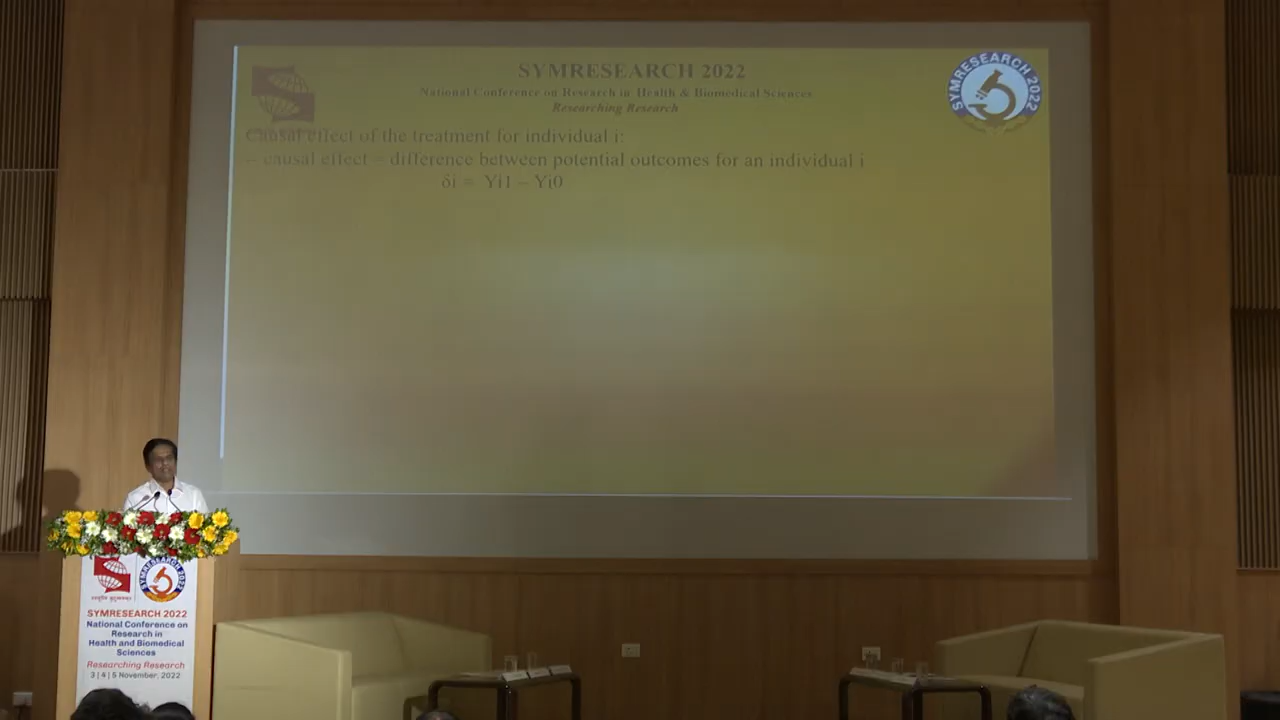 SYMRESEARCH 2022
National Conference on Research in Health & Biomedical Sciences
Researching Research
SYMRESEARCH 2022
Causal effect of the treatment for individual i:
– causal effect = difference between potential outcomes for an individual i
δi = Yi1 – Yi0
SYMRESEARCH 2022
SYMRESEARCH 2022
National Conference on
Research in
Health and Biomedical
Sciences
Researching Research
3 | 4 | 5 November, 2022